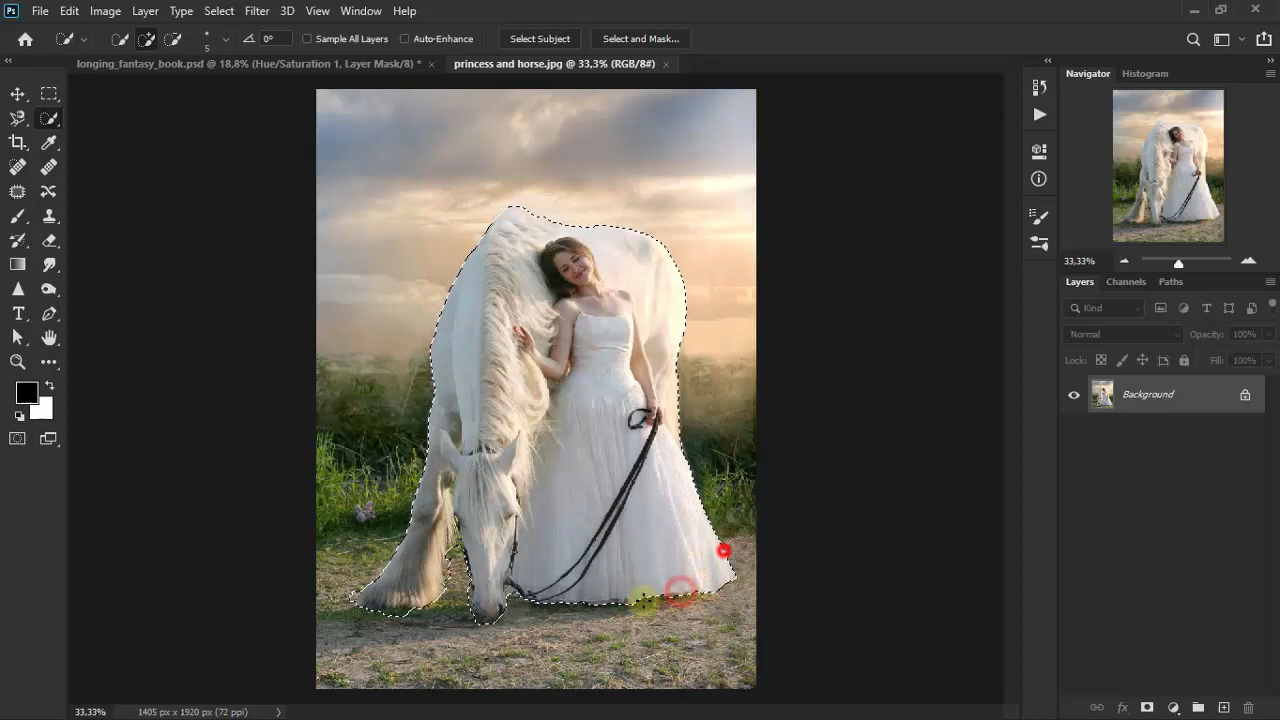 Ps File Edit Image Layer Type Select Filter 3D View Window Help
5 0° Sample All Layers Auto-Enhance Select Subject Select and Mask...
longing_fantasy_book.psd @ 18,8% (Hue/Saturation 1, Layer Mask/8) * × princess and horse.jpg @ 33,3% (RGB/8#) ×
Navigator Histogram
33,33%
Layers Channels Paths
Kind
Normal Opacity: 100%
Lock: Fill: 100%
Background
33,33% 1405 px x 1920 px (72 ppi)